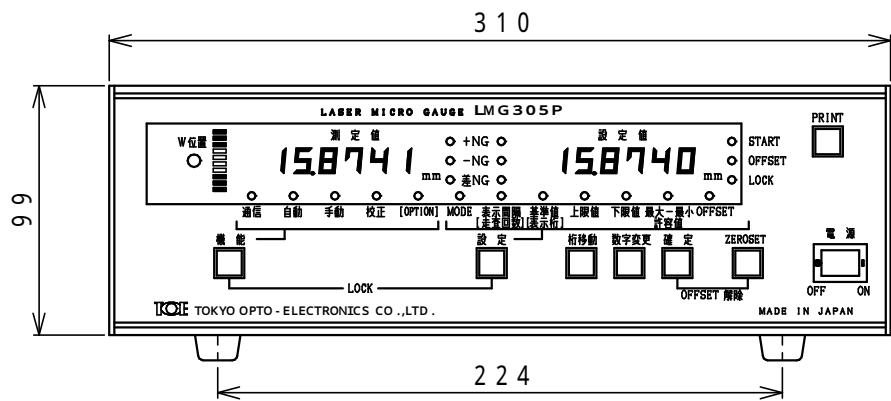 310
99
LASER MICRO GAUGE LMG305P
PRINT
W位置
測定値
15.8741 mm
+NG
-NG
差NG
設定値
15.8740 mm
START
OFFSET
LOCK
通信 自動 手動 校正 [OPTION] MODE 表示間隔 基準値 上限値 下限値 最大-最小 OFFSET
[走査回数] [表示桁] 許容値
機能 設定 桁移動 数字変更 確定 ZEROSET
電源
LOCK
OFFSET 解除
OFF ON
TOE TOKYO OPTO-ELECTRONICS CO.,LTD.
MADE IN JAPAN
224